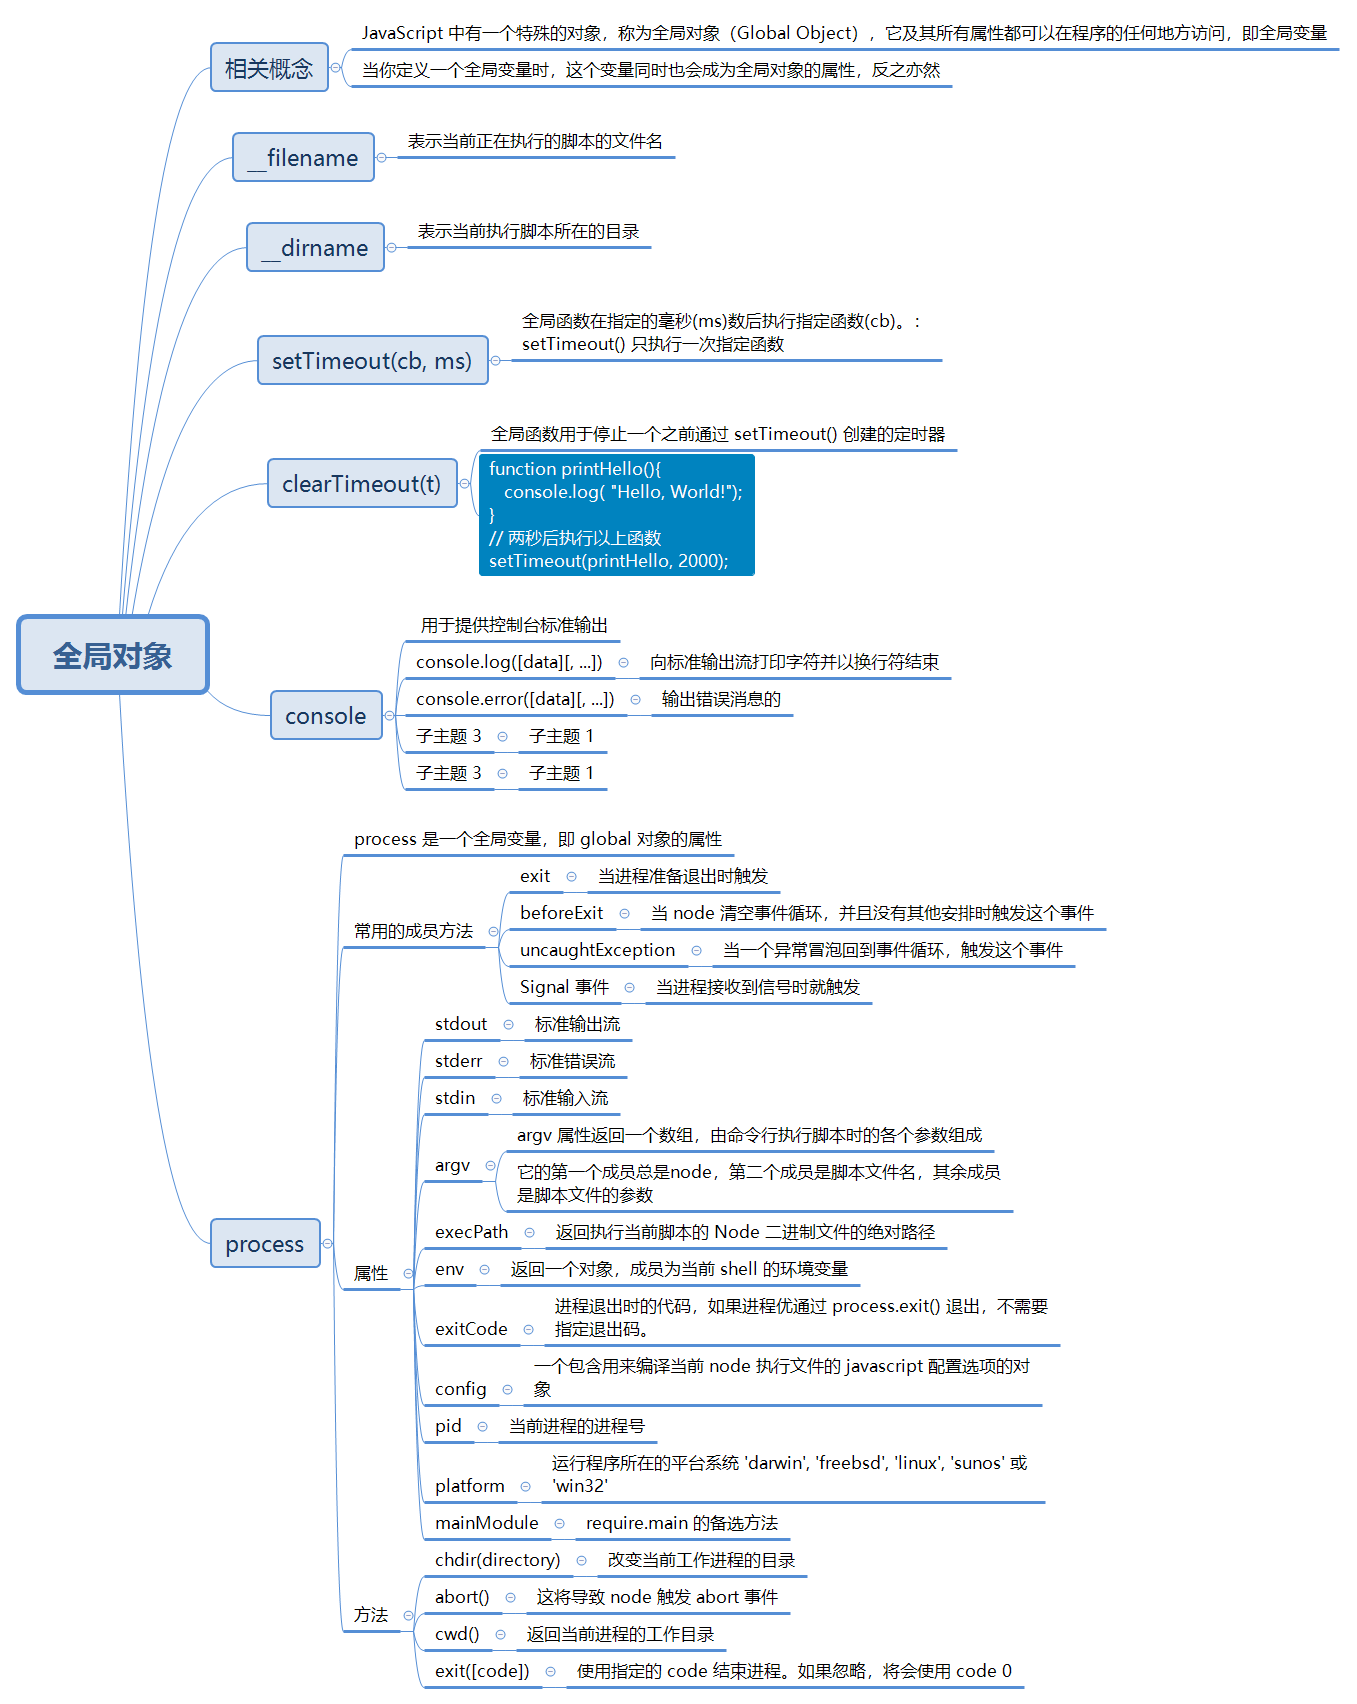 全局对象
相关概念
JavaScript 中有一个特殊的对象，称为全局对象（Global Object），它及其所有属性都可以在程序的任何地方访问，即全局变量
当你定义一个全局变量时，这个变量同时也会成为全局对象的属性，反之亦然
__filename
表示当前正在执行的脚本的文件名
__dirname
表示当前执行脚本所在的目录
setTimeout(cb, ms)
全局函数在指定的毫秒(ms)数后执行指定函数(cb)。：
setTimeout() 只执行一次指定函数
clearTimeout(t)
全局函数用于停止一个之前通过 setTimeout() 创建的定时器
function printHello(){
console.log( "Hello, World!");
}
// 两秒后执行以上函数
setTimeout(printHello, 2000);
console
用于提供控制台标准输出
console.log([data][, ...])
向标准输出流打印字符并以换行符结束
console.error([data][, ...])
输出错误消息的
子主题 3
子主题 1
子主题 3
子主题 1
process
process 是一个全局变量，即 global 对象的属性
常用的成员方法
exit
当进程准备退出时触发
beforeExit
当 node 清空事件循环，并且没有其他安排时触发这个事件
uncaughtException
当一个异常冒泡回到事件循环，触发这个事件
Signal 事件
当进程接收到信号时就触发
属性
stdout
标准输出流
stderr
标准错误流
stdin
标准输入流
argv
argv 属性返回一个数组，由命令行执行脚本时的各个参数组成
它的第一个成员总是node，第二个成员是脚本文件名，其余成员
是脚本文件的参数
execPath
返回执行当前脚本的 Node 二进制文件的绝对路径
env
返回一个对象，成员为当前 shell 的环境变量
exitCode
进程退出时的代码，如果进程优通过 process.exit() 退出，不需要
指定退出码。
config
一个包含用来编译当前 node 执行文件的 javascript 配置选项的对
象
pid
当前进程的进程号
platform
运行程序所在的平台系统 'darwin', 'freebsd', 'linux', 'sunos' 或
'win32'
mainModule
require.main 的备选方法
方法
chdir(directory)
改变当前工作进程的目录
abort()
这将导致 node 触发 abort 事件
cwd()
返回当前进程的工作目录
exit([code])
使用指定的 code 结束进程。如果忽略，将会使用 code 0